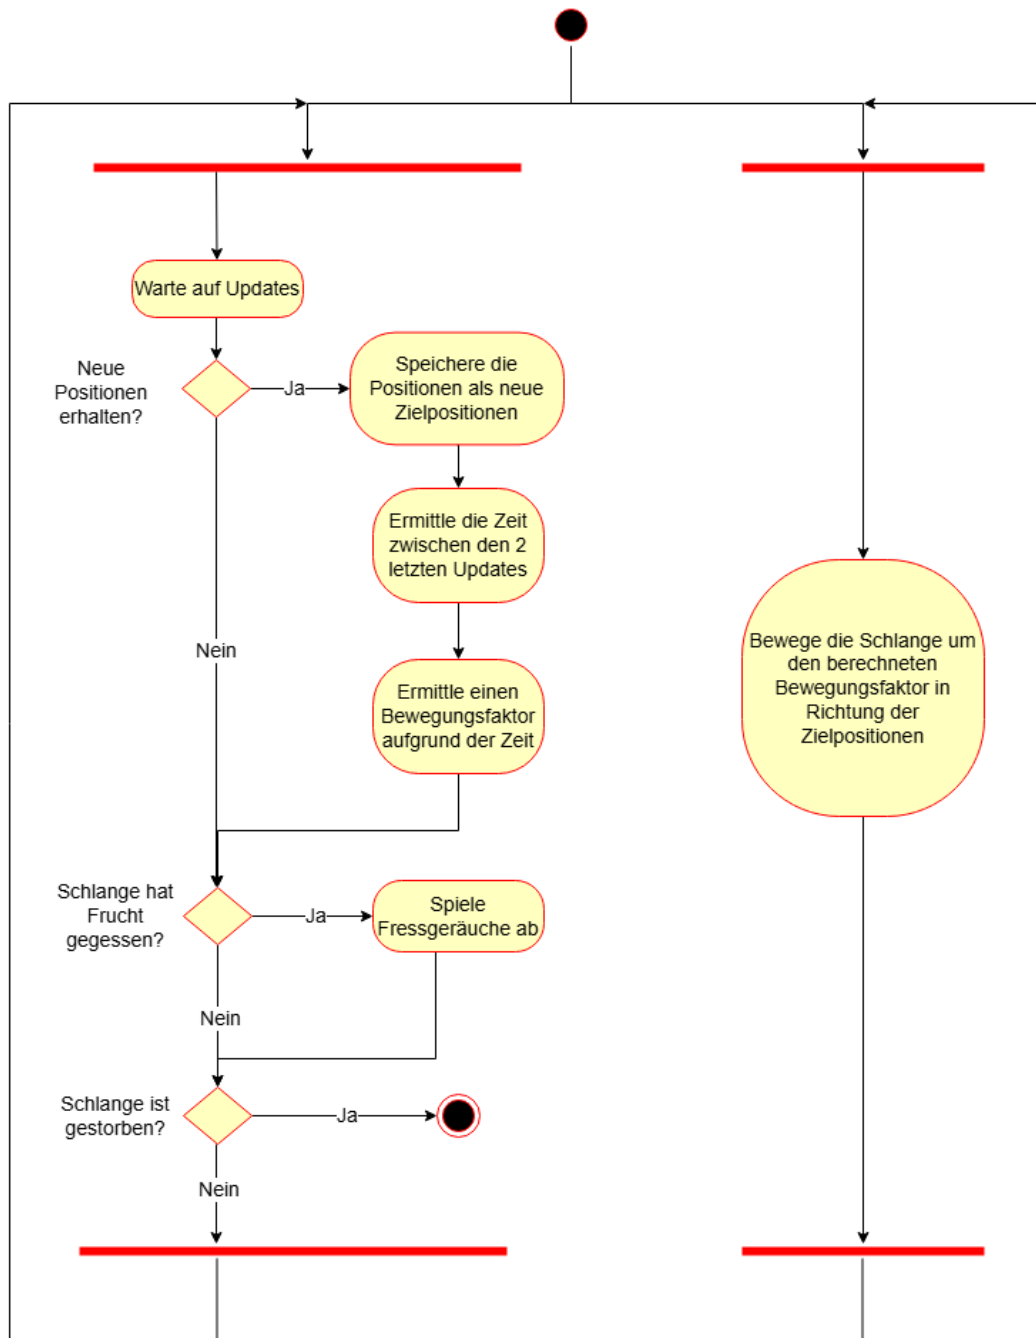 Warte auf Updates
Neue
Positionen
erhalten?
Ja
Speichere die
Positionen als neue
Zielpositionen
Ermittle die Zeit
zwischen den 2
letzten Updates
Nein
Ermittle einen
Bewegungsfaktor
aufgrund der Zeit
Bewege die Schlange um
den berechneten
Bewegungsfaktor in
Richtung der
Zielpositionen
Schlange hat
Frucht
gegessen?
Ja
Spiele
Fressgeräuche ab
Nein
Schlange ist
gestorben?
Ja
Nein